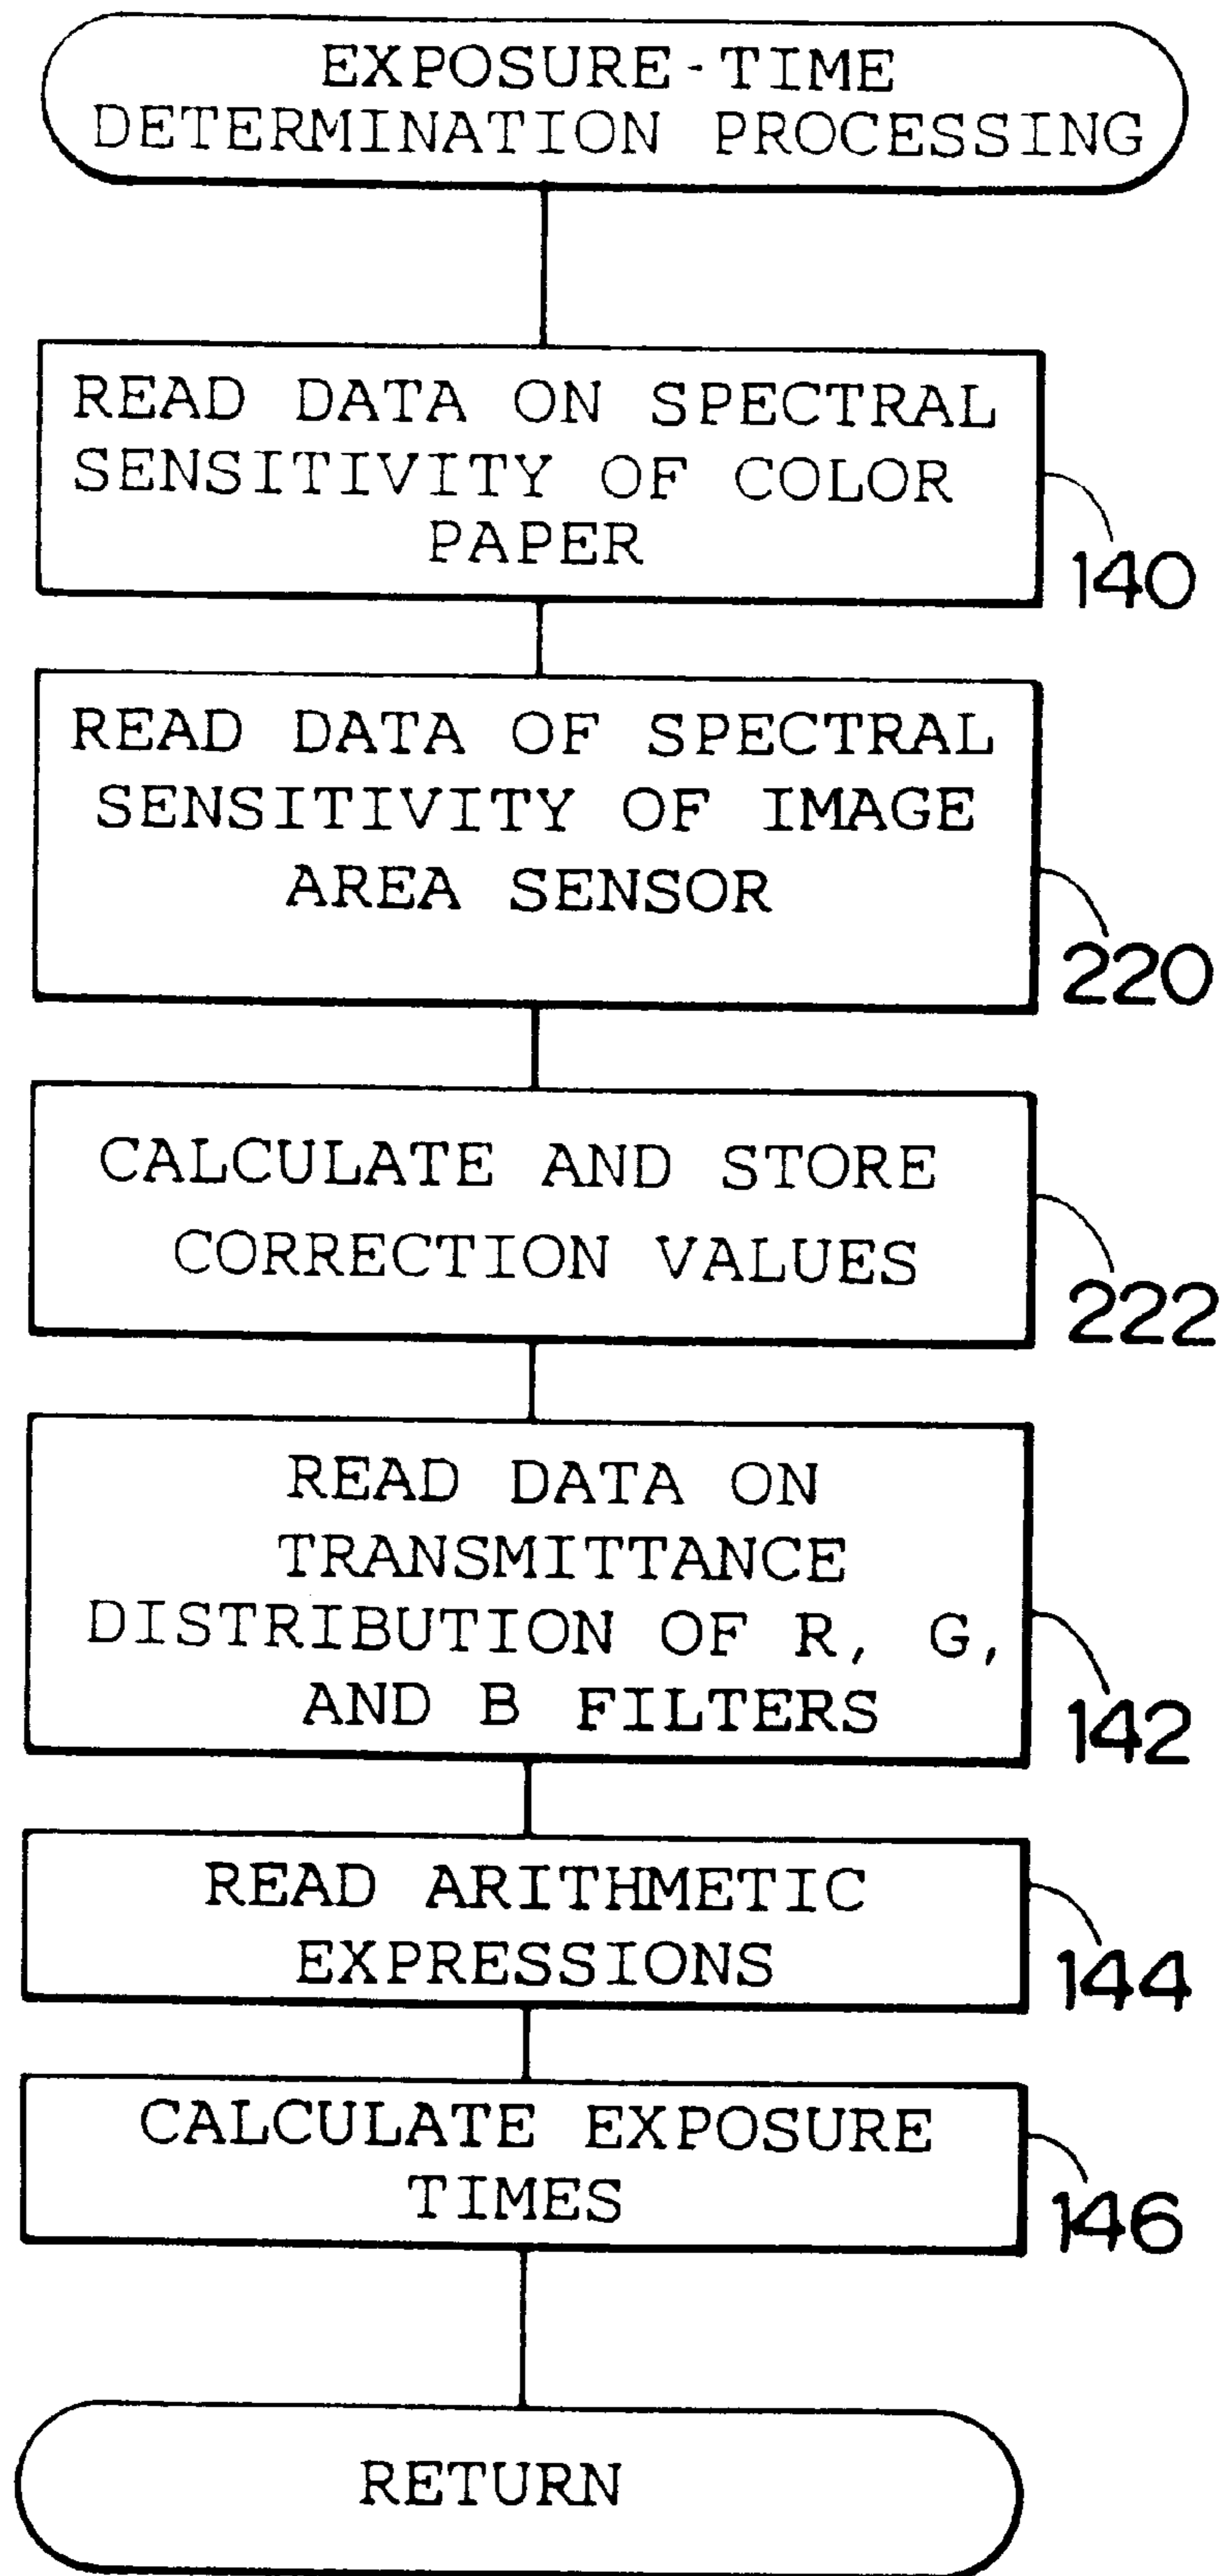 EXPOSURE-TIME
DETERMINATION PROCESSING
READ DATA ON SPECTRAL
SENSITIVITY OF COLOR
PAPER
140
READ DATA OF SPECTRAL
SENSITIVITY OF IMAGE
AREA SENSOR
220
CALCULATE AND STORE
CORRECTION VALUES
222
READ DATA ON
TRANSMITTANCE
DISTRIBUTION OF R, G,
AND B FILTERS
142
READ ARITHMETIC
EXPRESSIONS
144
CALCULATE EXPOSURE
TIMES
146
RETURN